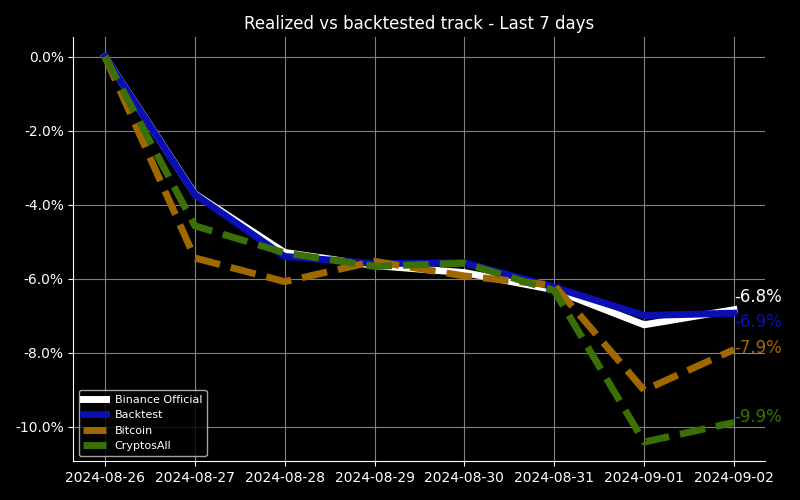 Realized vs backtested track - Last 7 days
0.0%
-2.0%
-4.0%
-6.0%
-8.0%
-10.0%
-6.8%
-6.9%
-7.9%
-9.9%
Binance Official
Backtest
Bitcoin
CryptosAll
2024-08-26 2024-08-27 2024-08-28 2024-08-29 2024-08-30 2024-08-31 2024-09-01 2024-09-02